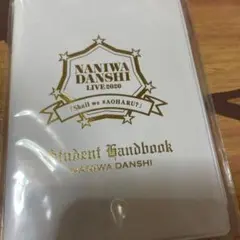 NANIWA
DANSHI
LIVE 2020
「Shall we #AOHARU?」
Student Handbook
NANIWA DANSHI